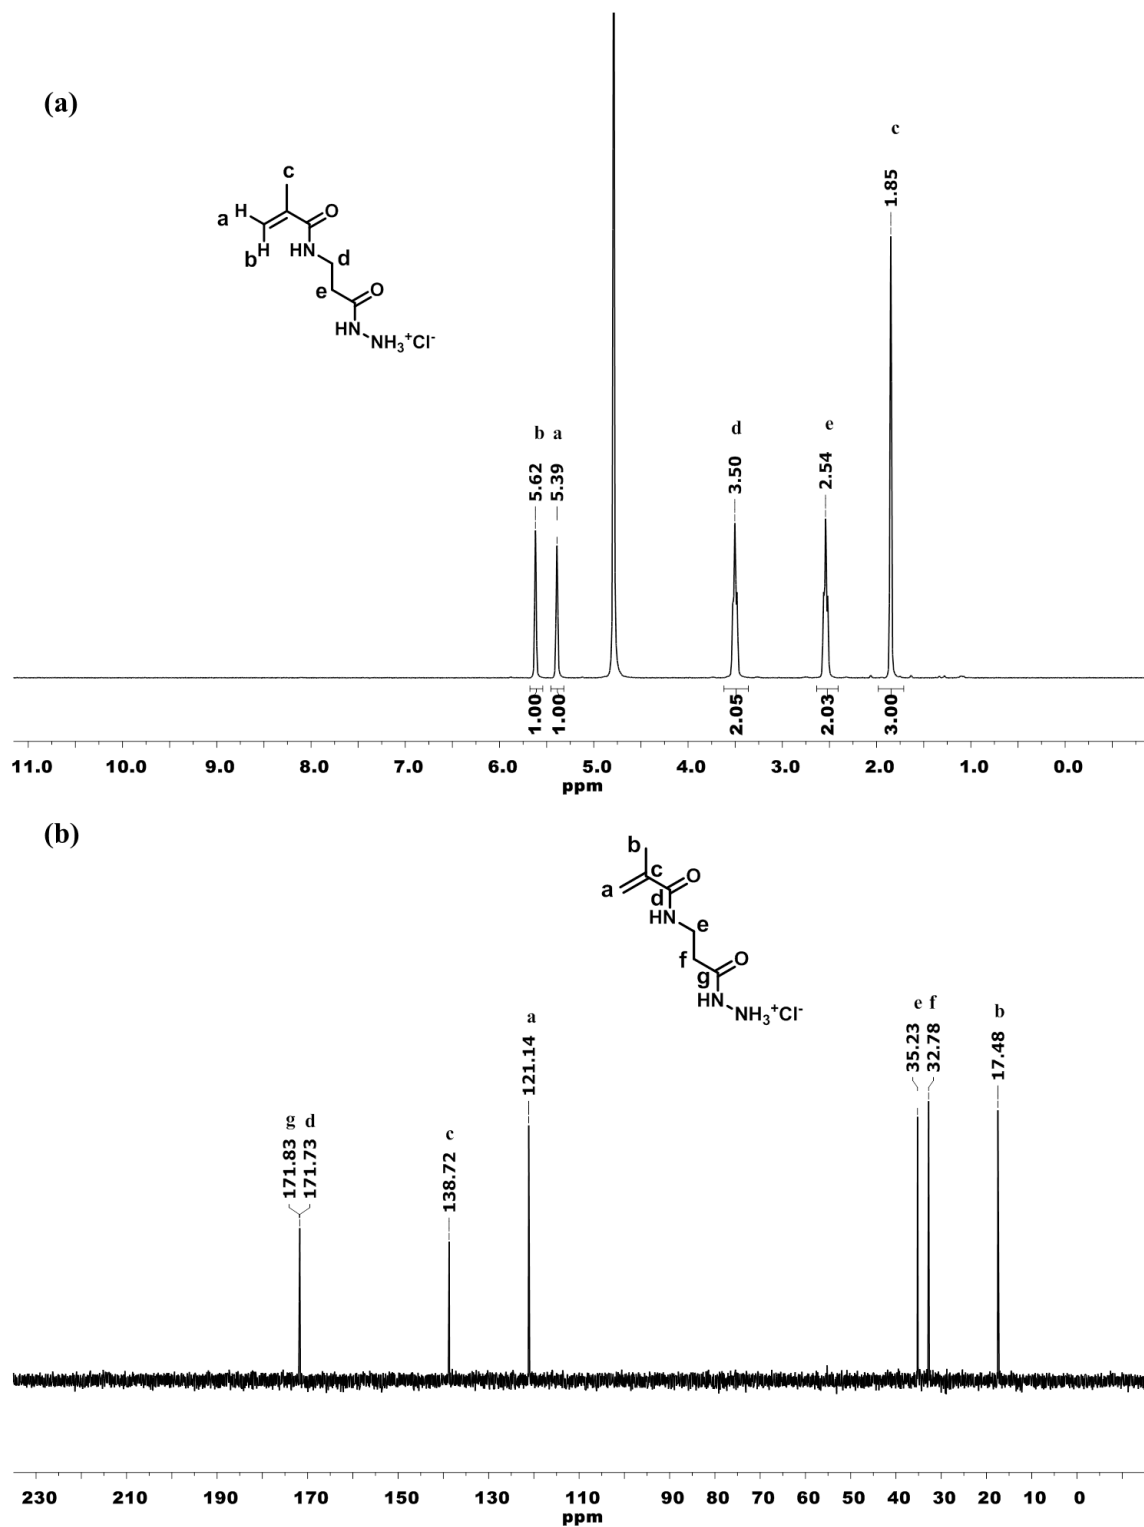 (a)
c
1.85
c
H
a
O
H
b
HN
d
e
O
HN
NH3+Cl-
b a
d
e
5.62
5.39
3.50
2.54
1.00
1.00
2.05
2.03
3.00
11.0 10.0 9.0 8.0 7.0 6.0 5.0 4.0 3.0 2.0 1.0 0.0
ppm
(b)
b
c
O
a
d
HN
e
f
O
g
HN
NH3+Cl-
a
e f
b
121.14
35.23
32.78
17.48
g d
c
171.83
171.73
138.72
230 210 190 170 150 130 110 90 80 70 60 50 40 30 20 10 0
ppm